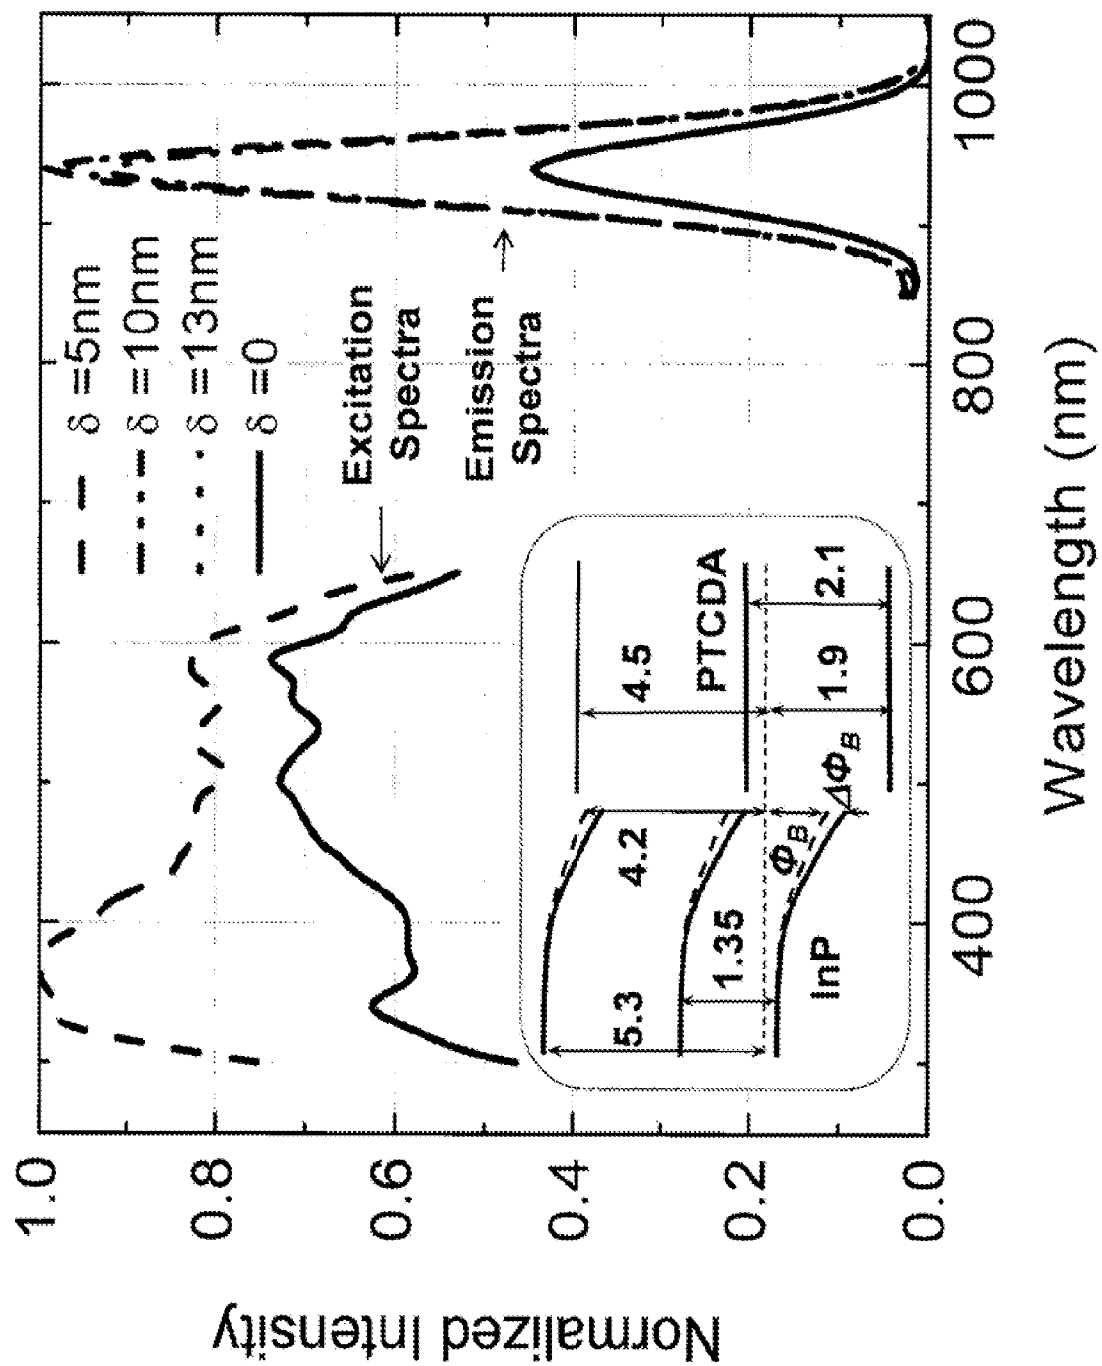 Normalized Intensity
1.0
0.8
0.6
0.4
0.2
0.0
δ =5nm
δ =10nm
δ =13nm
δ =0
Excitation
Spectra
Emission
Spectra
5.3
4.2
4.5
1.35
PTCDA
InP
Φ_B
ΔΦ_B
1.9
2.1
400
600
800
1000
Wavelength (nm)